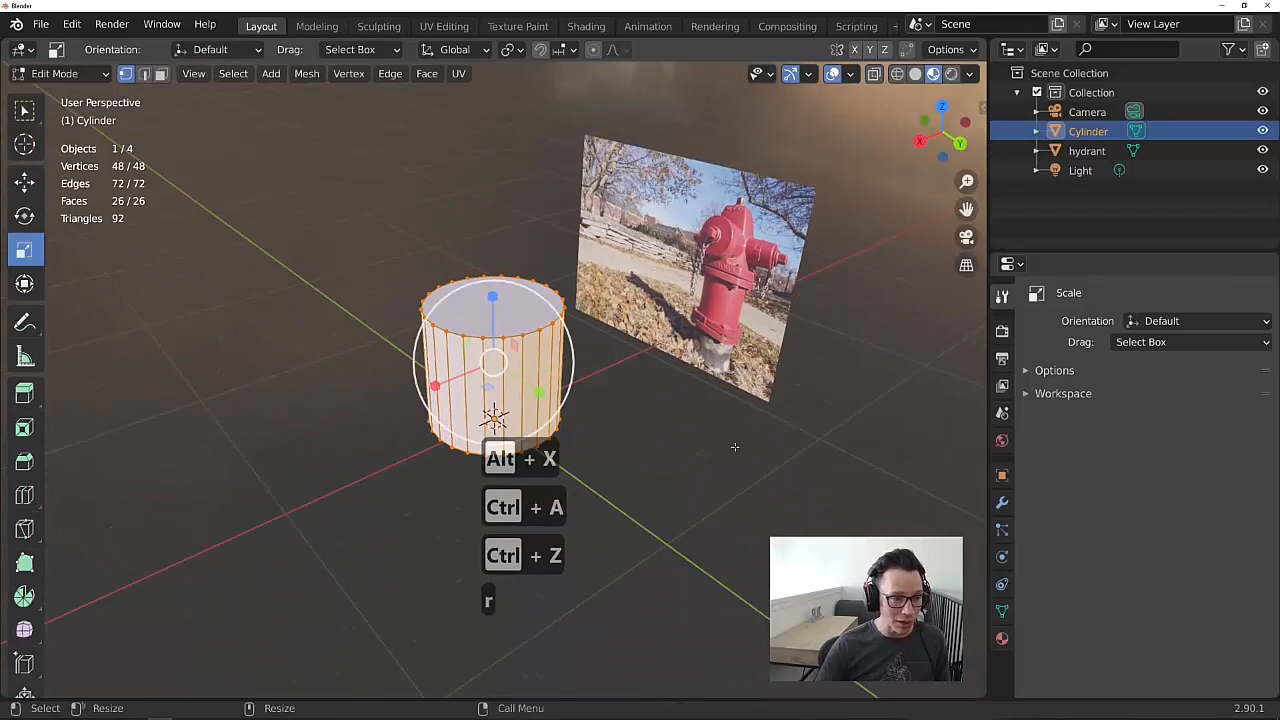 Blender
File Edit Render Window Help Layout Modeling Sculpting UV Editing Texture Paint Shading Animation Rendering Compositing Scripting Scene View Layer
Orientation: Default Drag: Select Box Global X Y Z Options
Edit Mode View Select Add Mesh Vertex Edge Face UV
User Perspective
(1) Cylinder
Objects 1 / 4
Vertices 48 / 48
Edges 72 / 72
Faces 26 / 26
Triangles 92
Z
X
Y
Alt + X
Ctrl + A
Ctrl + Z
r
Scene Collection
Collection
Camera
Cylinder
hydrant
Light
Scale
Orientation Default
Drag: Select Box
Options
Workspace
Select Resize Resize Call Menu 2.90.1